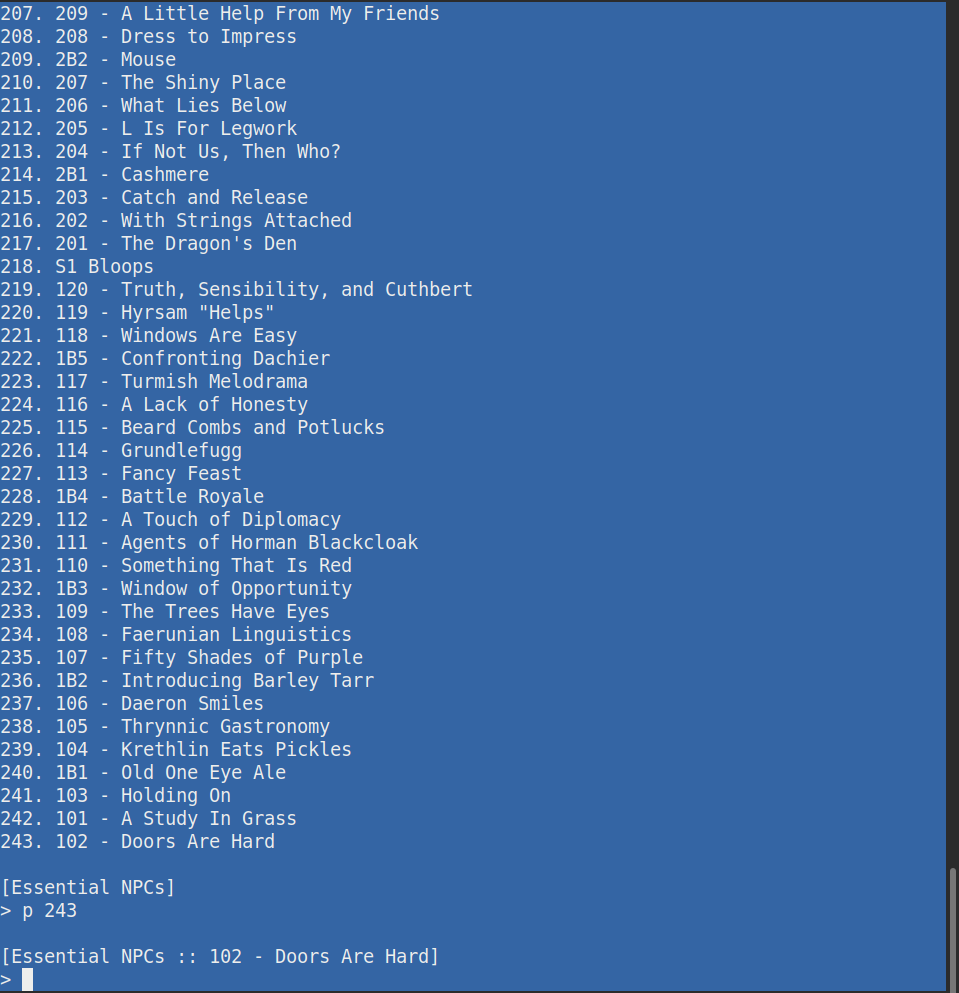 207. 209 - A Little Help From My Friends
208. 208 - Dress to Impress
209. 2B2 - Mouse
210. 207 - The Shiny Place
211. 206 - What Lies Below
212. 205 - L Is For Legwork
213. 204 - If Not Us, Then Who?
214. 2B1 - Cashmere
215. 203 - Catch and Release
216. 202 - With Strings Attached
217. 201 - The Dragon's Den
218. S1 Bloops
219. 120 - Truth, Sensibility, and Cuthbert
220. 119 - Hyrsam "Helps"
221. 118 - Windows Are Easy
222. 1B5 - Confronting Dachier
223. 117 - Turmish Melodrama
224. 116 - A Lack of Honesty
225. 115 - Beard Combs and Potlucks
226. 114 - Grundlefugg
227. 113 - Fancy Feast
228. 1B4 - Battle Royale
229. 112 - A Touch of Diplomacy
230. 111 - Agents of Horman Blackcloak
231. 110 - Something That Is Red
232. 1B3 - Window of Opportunity
233. 109 - The Trees Have Eyes
234. 108 - Faerunian Linguistics
235. 107 - Fifty Shades of Purple
236. 1B2 - Introducing Barley Tarr
237. 106 - Daeron Smiles
238. 105 - Thrynnic Gastronomy
239. 104 - Krethlin Eats Pickles
240. 1B1 - Old One Eye Ale
241. 103 - Holding On
242. 101 - A Study In Grass
243. 102 - Doors Are Hard
[Essential NPCs]
> p 243
[Essential NPCs :: 102 - Doors Are Hard]
>